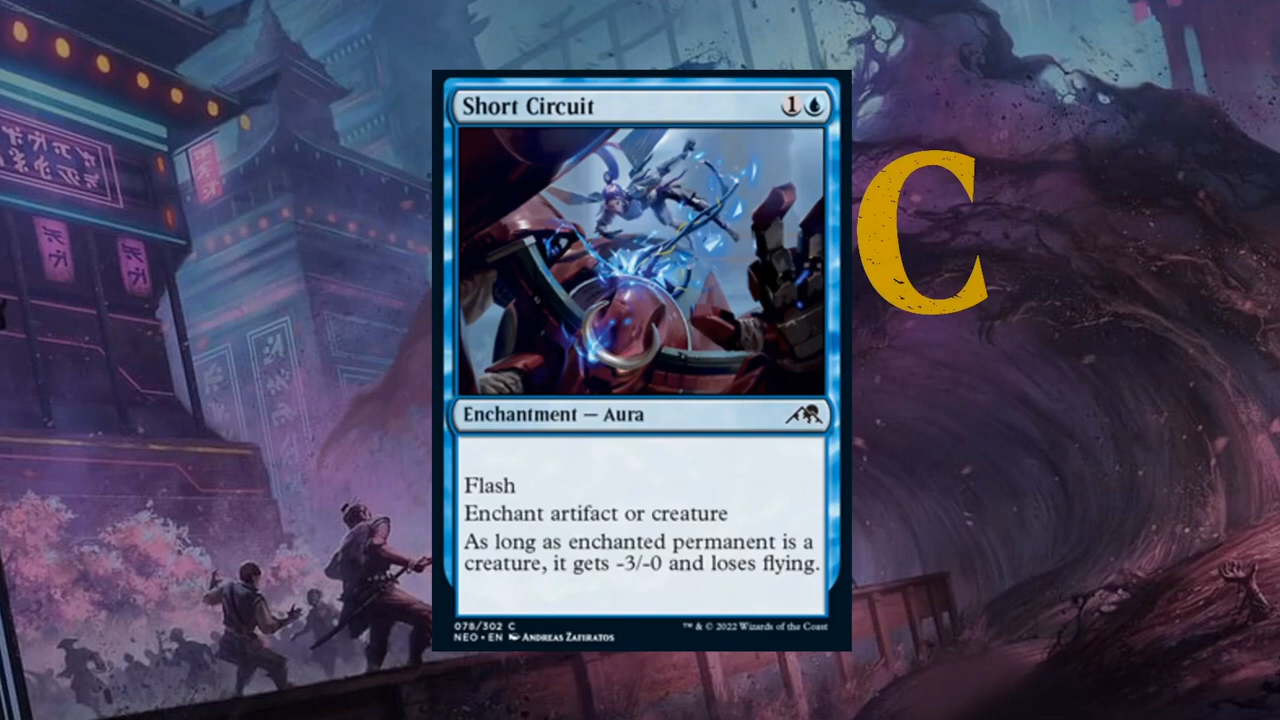 Short Circuit 1
C
Enchantment — Aura
Flash
Enchant artifact or creature
As long as enchanted permanent is a
creature, it gets -3/-0 and loses flying.
078/302 C ™ & © 2022 Wizards of the Coast
NEO • EN Andreas Zafiratos